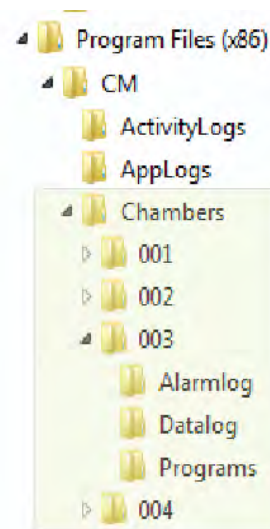 Program Files (x86)
CM
ActivityLogs
AppLogs
Chambers
001
002
003
Alarmlog
Datalog
Programs
004